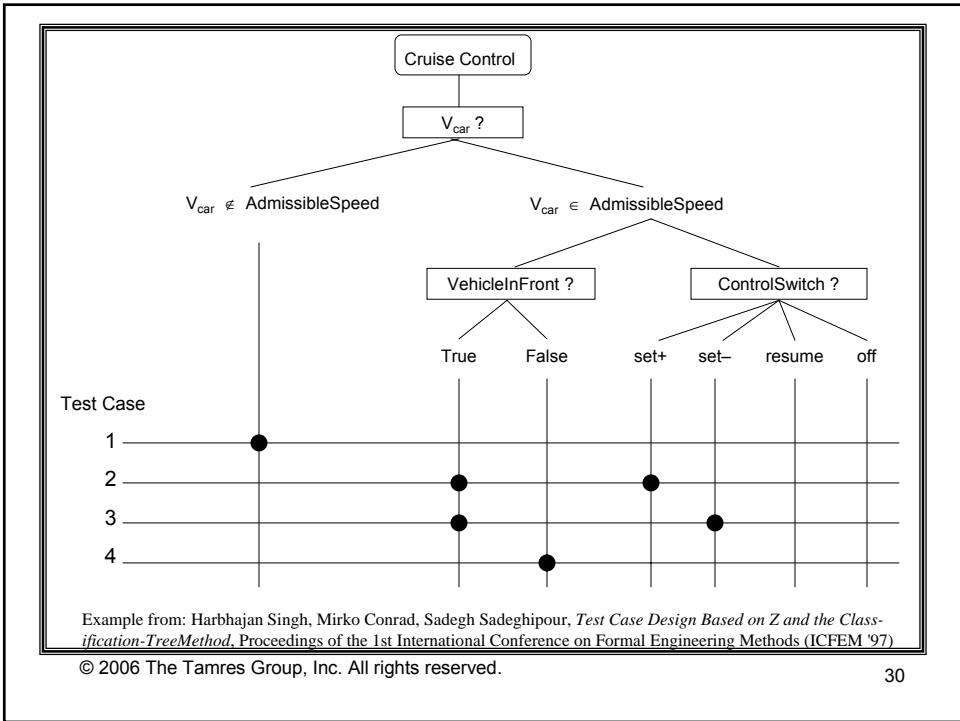 Cruise Control
Vcar ?
Vcar ∉ AdmissibleSpeed
Vcar ∈ AdmissibleSpeed
VehicleInFront ?
ControlSwitch ?
True
False
set+
set–
resume
off
Test Case
1
2
3
4
Example from: Harbhajan Singh, Mirko Conrad, Sadegh Sadeghipour, Test Case Design Based on Z and the Class-
ification-TreeMethod, Proceedings of the 1st International Conference on Formal Engineering Methods (ICFEM '97)
© 2006 The Tamres Group, Inc. All rights reserved.
30